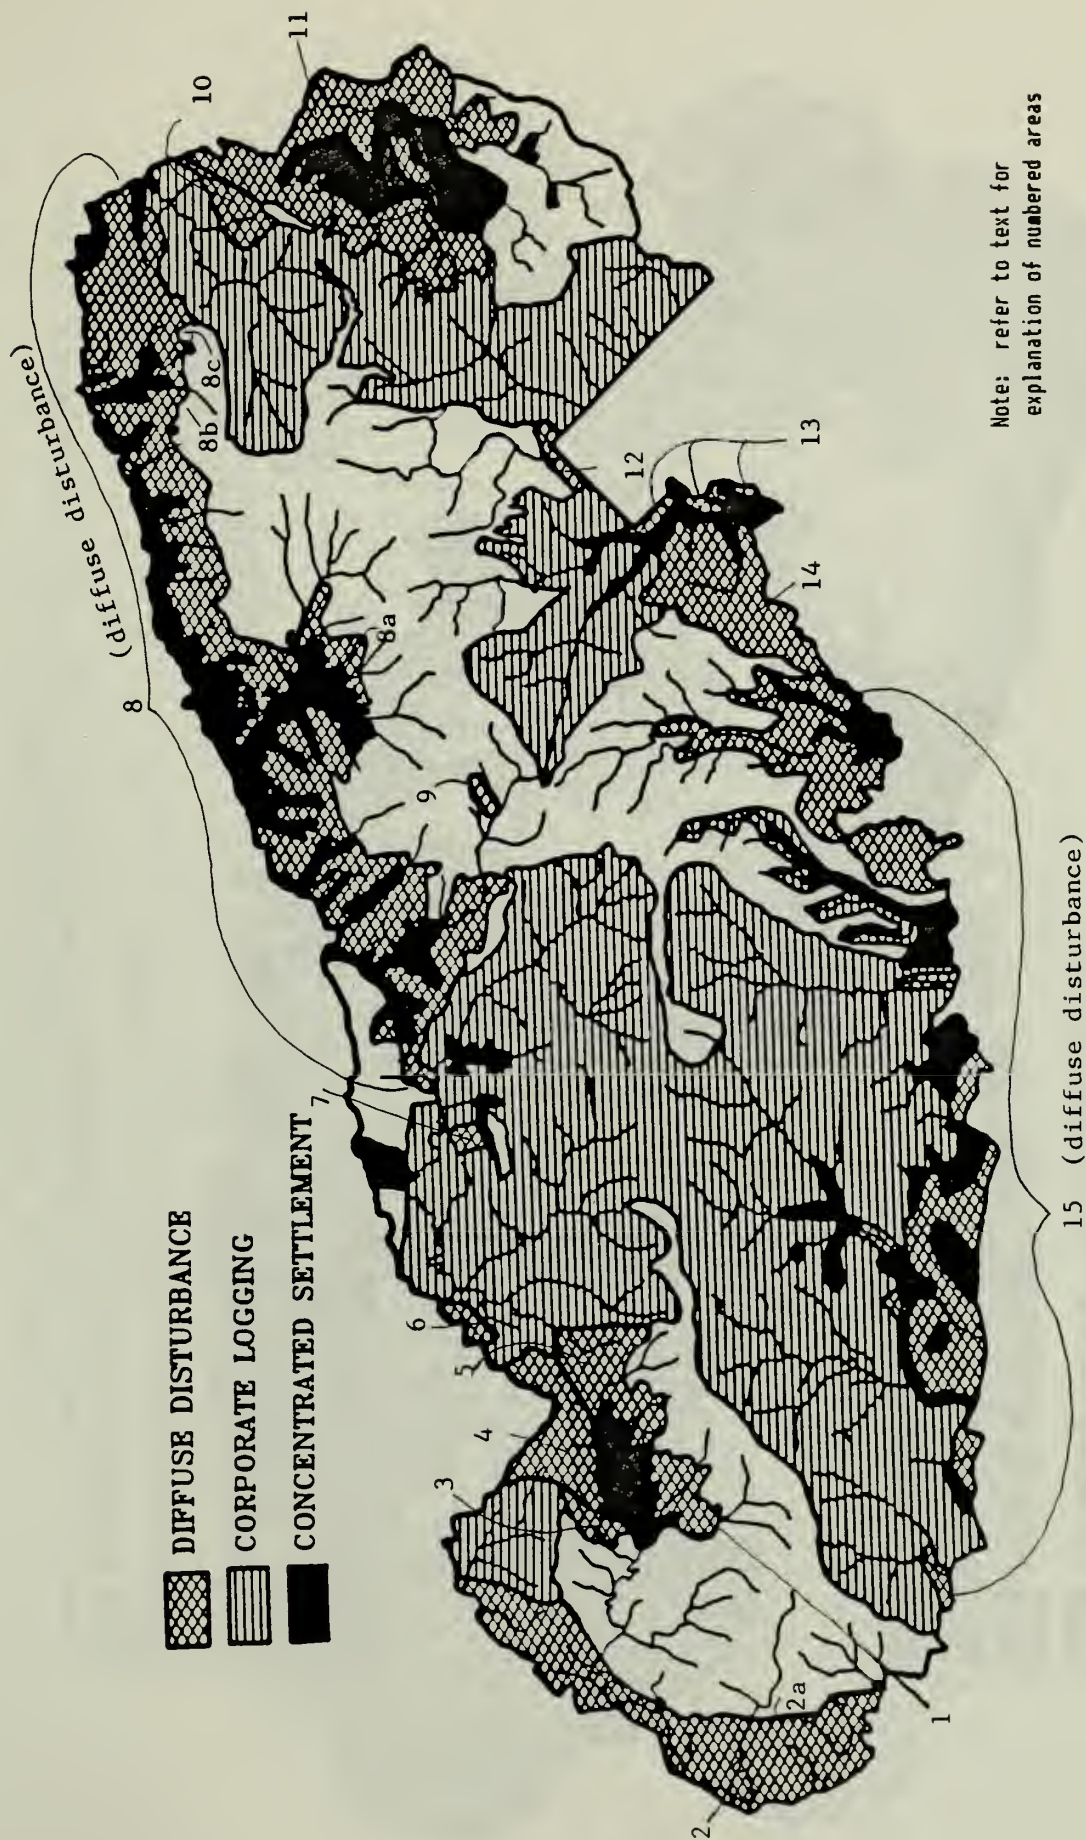 DIFFUSE DISTURBANCE
CORPORATE LOGGING
CONCENTRATED SETTLEMENT
1
2
2a
3
4
5
6
7
8
(diffuse disturbance)
8a
8b
8c
9
10
11
12
13
14
15 (diffuse disturbance)
Note: refer to text for
explanation of numbered areas